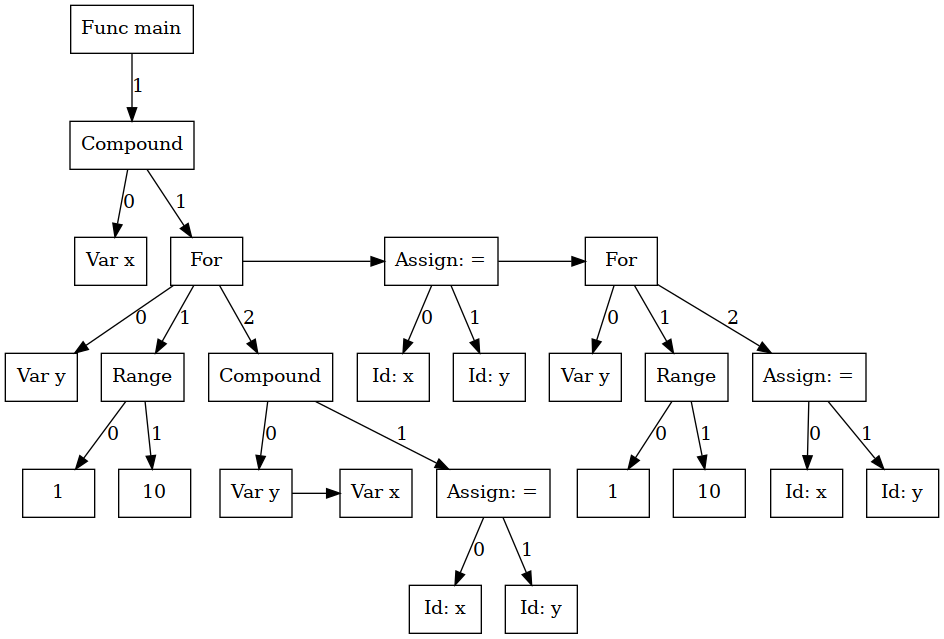 Func main
1
Compound
0
1
Var x
For
Assign: =
For
0
1
2
0
1
0
1
2
Var y
Range
Compound
Id: x
Id: y
Var y
Range
Assign: =
0
1
0
1
0
1
0
1
1
10
Var y
Var x
Assign: =
1
10
Id: x
Id: y
0
1
Id: x
Id: y